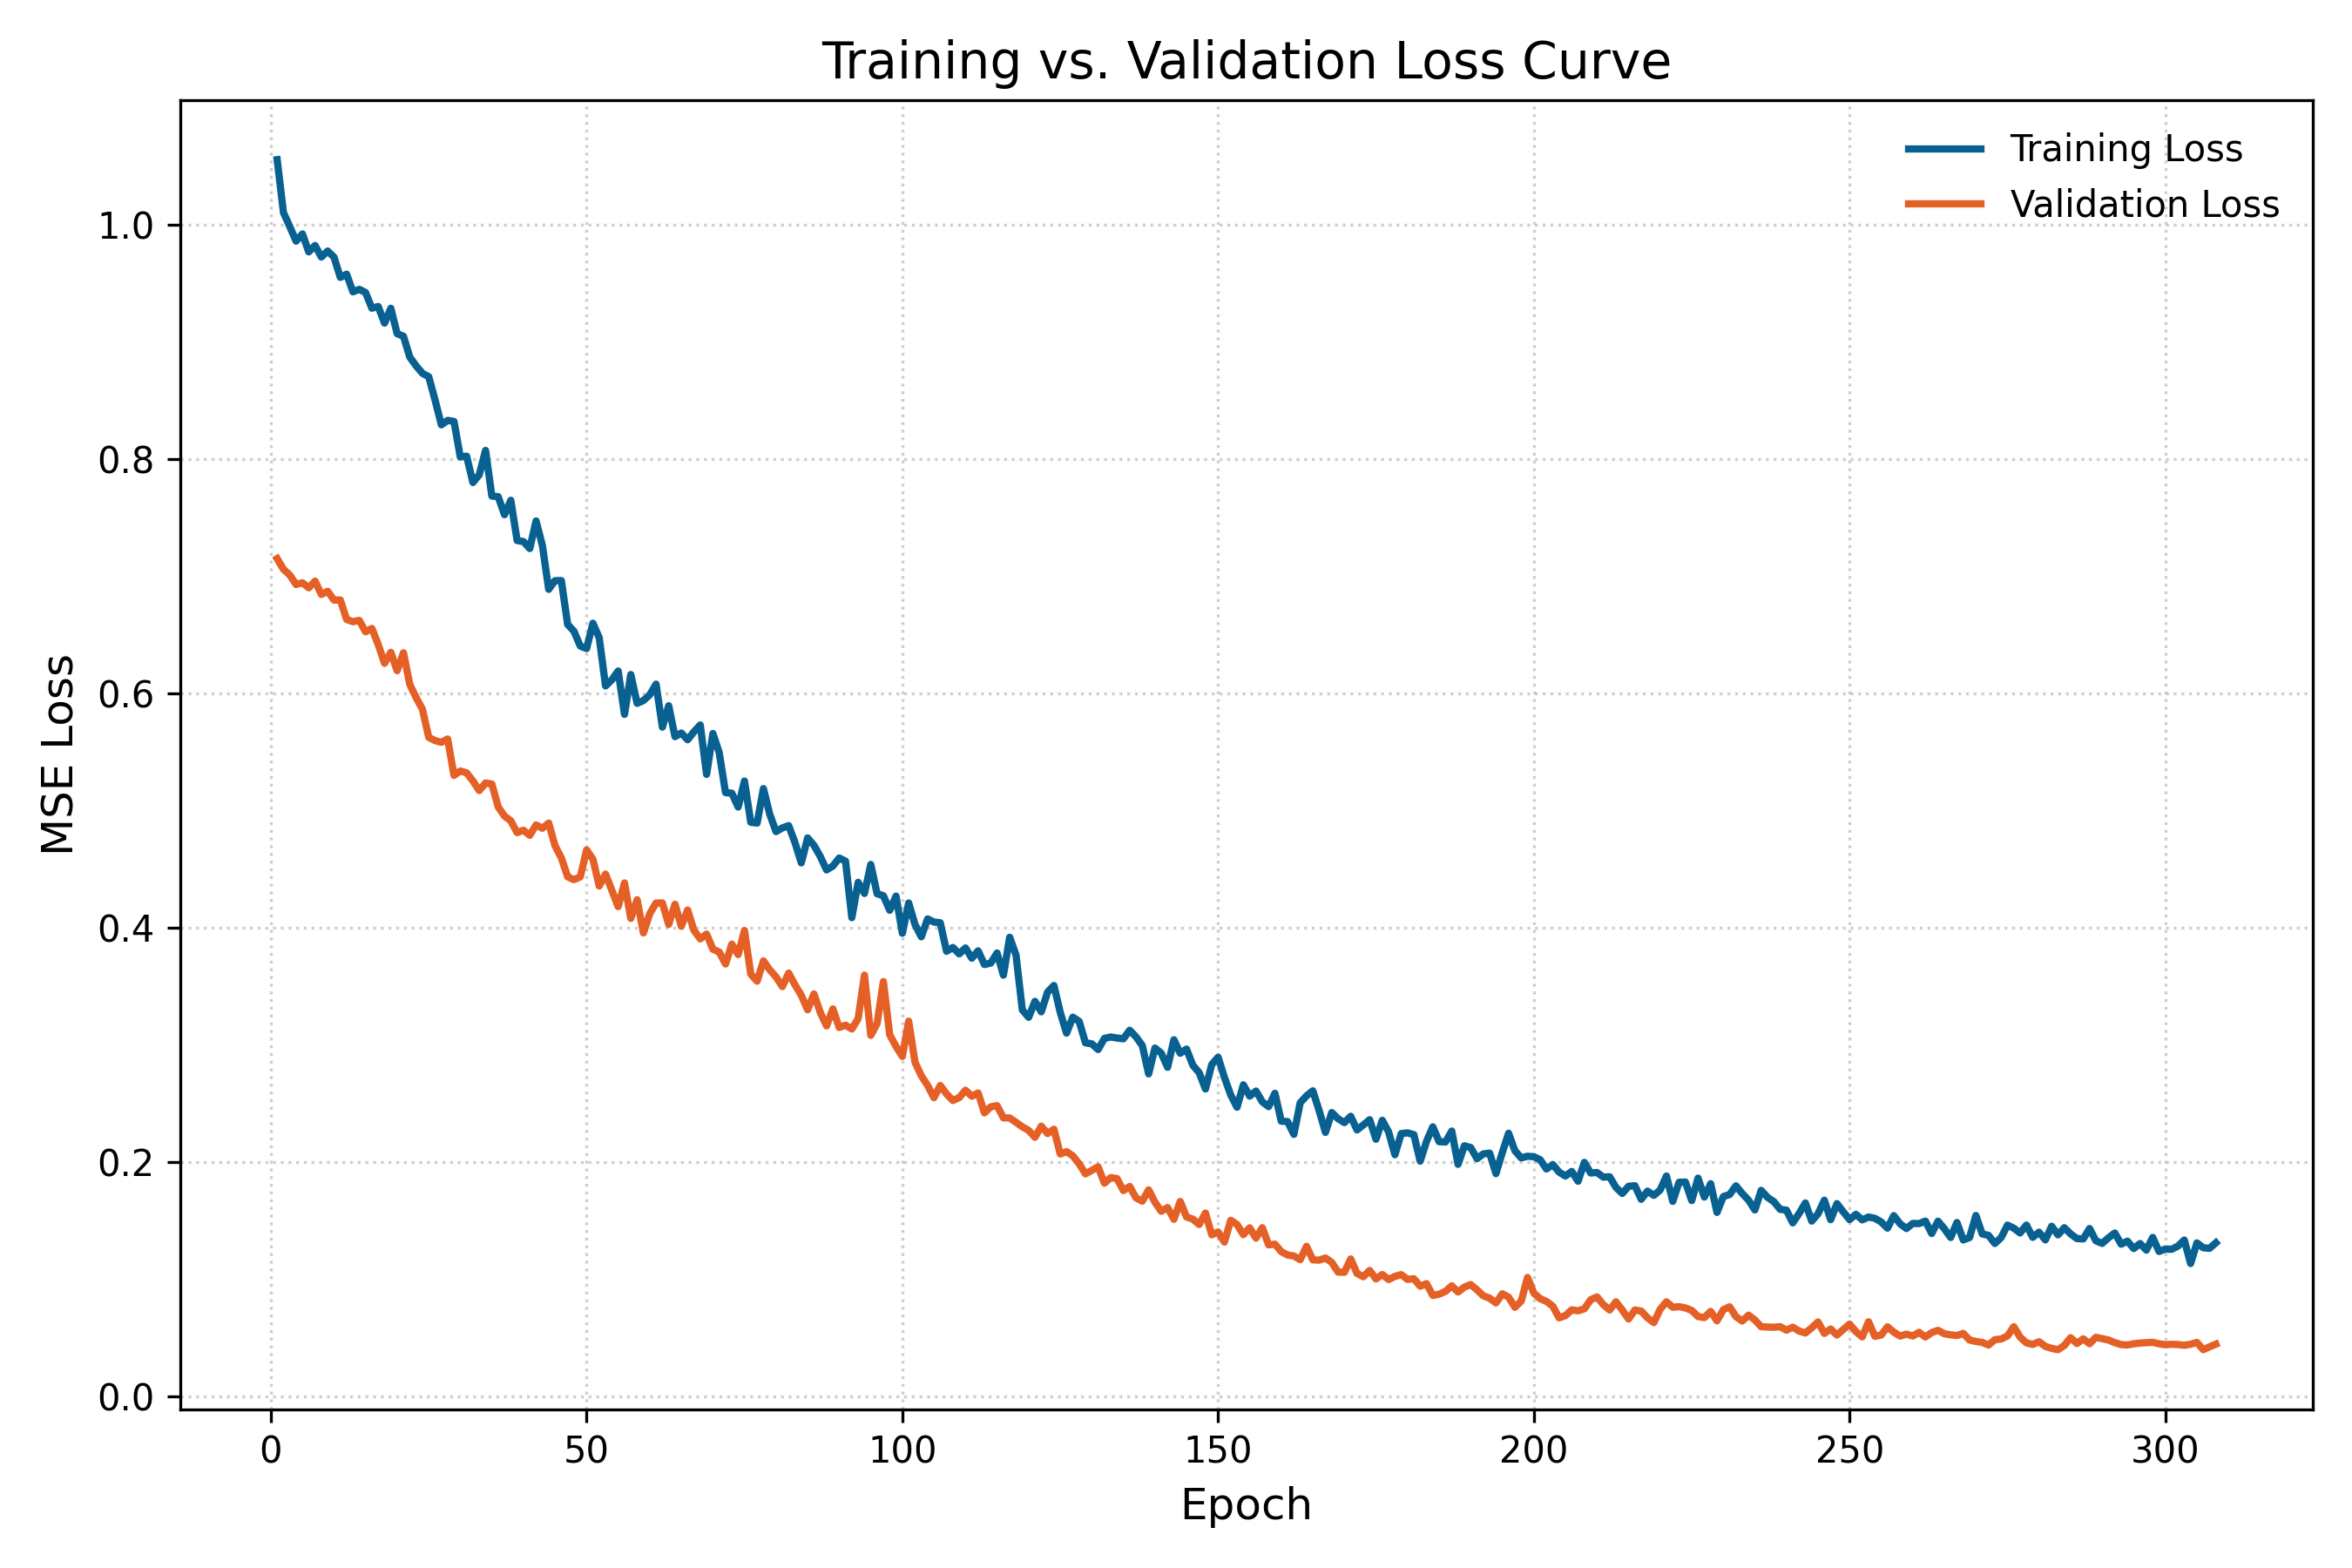 Training vs. Validation Loss Curve
Training Loss
Validation Loss
1.0
0.8
0.6
0.4
0.2
0.0
MSE Loss
0 50 100 150 200 250 300
Epoch